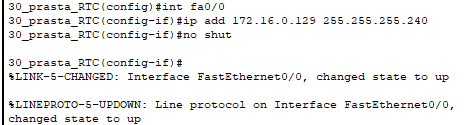 30_prasta_RTC(config)#int fa0/0
30_prasta_RTC(config-if)#ip add 172.16.0.129 255.255.255.240
30_prasta_RTC(config-if)#no shut
30_prasta_RTC(config-if)#
%LINK-5-CHANGED: Interface FastEthernet0/0, changed state to up
%LINEPROTO-5-UPDOWN: Line protocol on Interface FastEthernet0/0,
changed state to up